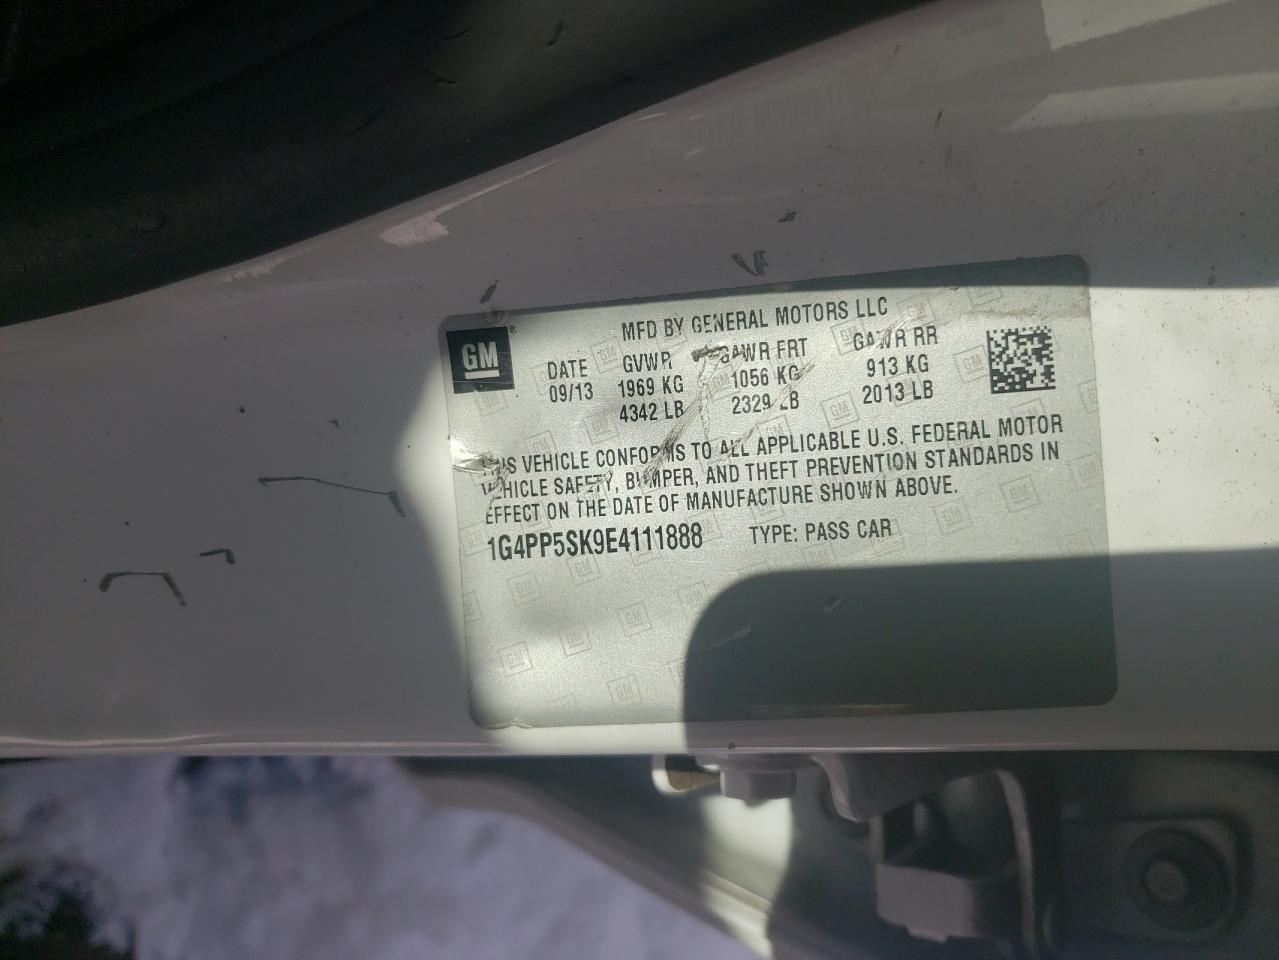 GM
MFD BY GENERAL MOTORS LLC
DATE GVWR GAWR FRT GAWR RR
09/13 1969 KG 1056 KG 913 KG
4342 LB 2329 LB 2013 LB
THIS VEHICLE CONFORMS TO ALL APPLICABLE U.S. FEDERAL MOTOR
VEHICLE SAFETY, BUMPER, AND THEFT PREVENTION STANDARDS IN
EFFECT ON THE DATE OF MANUFACTURE SHOWN ABOVE.
1G4PP5SK9E4111888 TYPE: PASS CAR